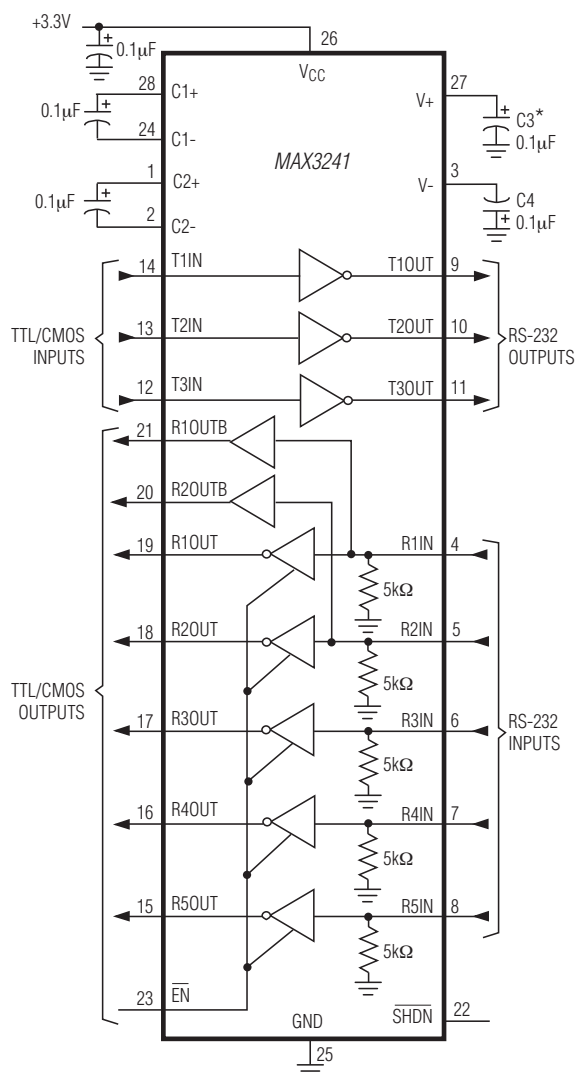 +3.3V
26
0.1μF
VCC
28
C1+
0.1μF
24
C1-
1
C2+
0.1μF
2
C2-
27
V+
C3*
0.1μF
MAX3241
3
V-
C4
0.1μF
14
T1IN
T1OUT
9
TTL/CMOS
INPUTS
13
T2IN
T2OUT
10
RS-232
OUTPUTS
12
T3IN
T3OUT
11
21
R1OUTB
20
R2OUTB
19
R1OUT
R1IN
4
5kΩ
18
R2OUT
R2IN
5
5kΩ
TTL/CMOS
OUTPUTS
17
R3OUT
R3IN
6
RS-232
INPUTS
5kΩ
16
R4OUT
R4IN
7
5kΩ
15
R5OUT
R5IN
8
5kΩ
23
EN
GND
SHDN
22
25